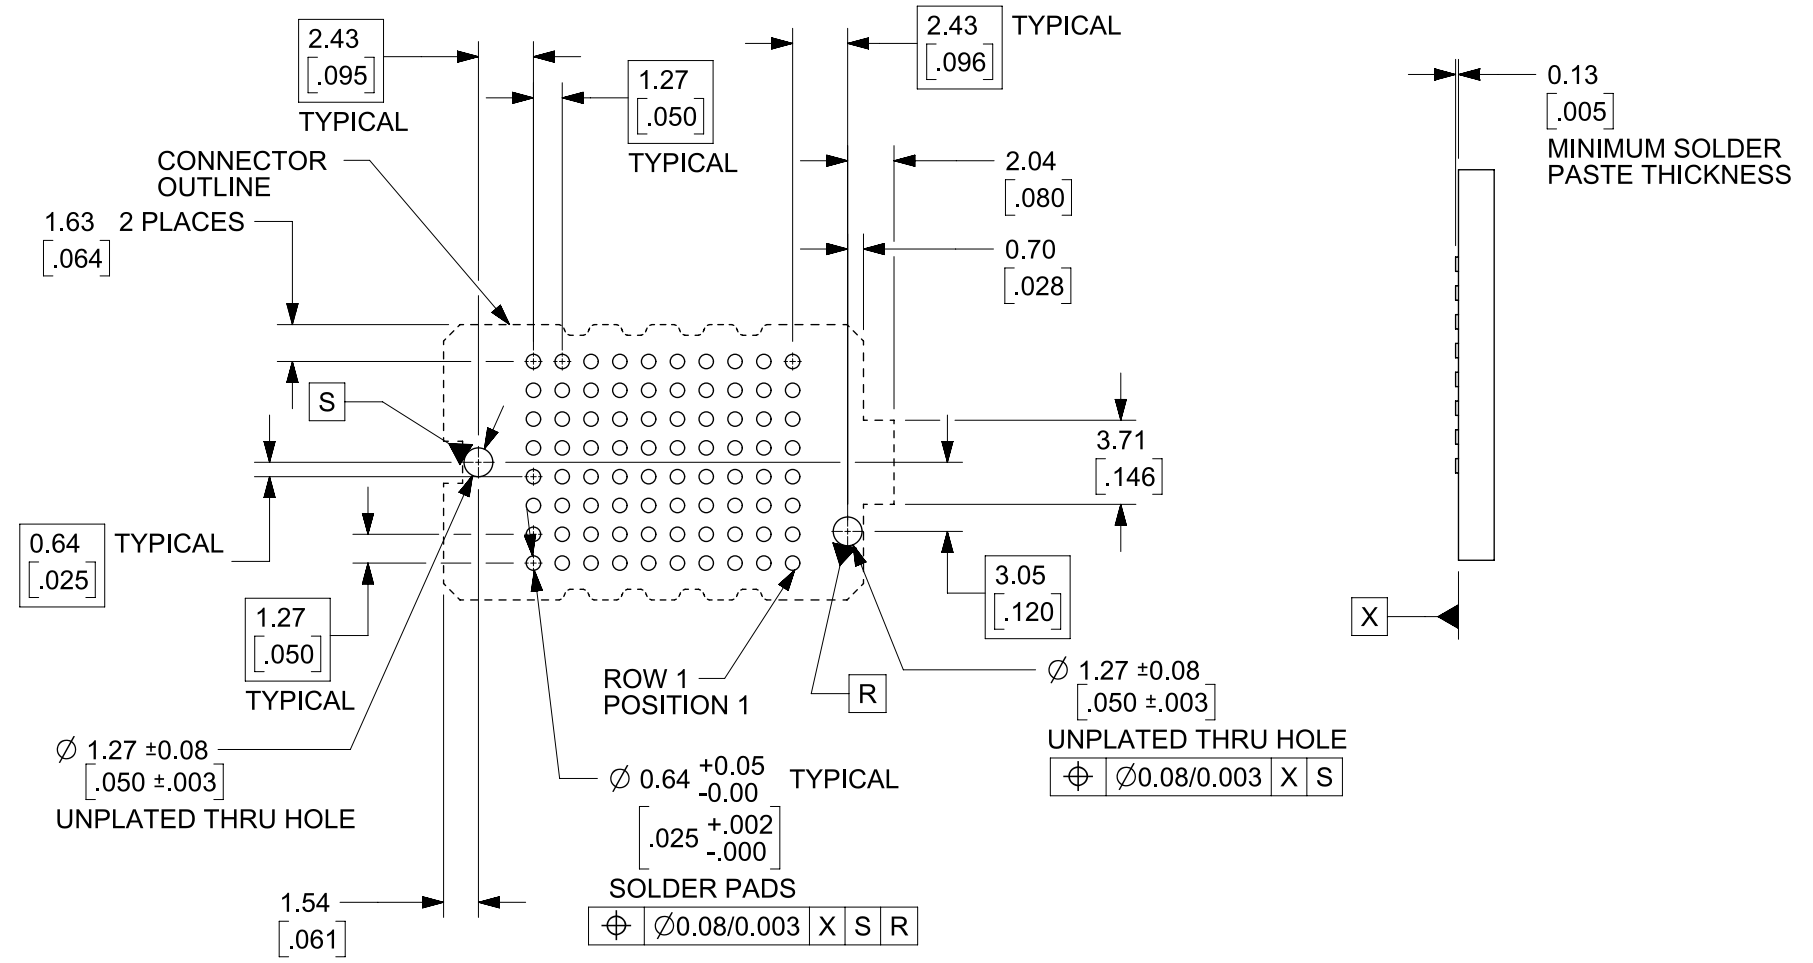 2.43
[.095]
TYPICAL
1.27
[.050]
TYPICAL
2.43 TYPICAL
[.096]
0.13
[.005]
MINIMUM SOLDER
PASTE THICKNESS
CONNECTOR
OUTLINE
1.63 2 PLACES
[.064]
2.04
[.080]
0.70
[.028]
S
3.71
[.146]
0.64 TYPICAL
[.025]
1.27
[.050]
TYPICAL
3.05
[.120]
X
ROW 1
POSITION 1
R
∅ 1.27 ±0.08
[.050 ±.003]
UNPLATED THRU HOLE
⌖ ∅0.08/0.003 X S
∅ 1.27 ±0.08
[.050 ±.003]
UNPLATED THRU HOLE
∅ 0.64 +0.05 TYPICAL
-0.00
[.025 +.002
-.000]
SOLDER PADS
⌖ ∅0.08/0.003 X S R
1.54
[.061]